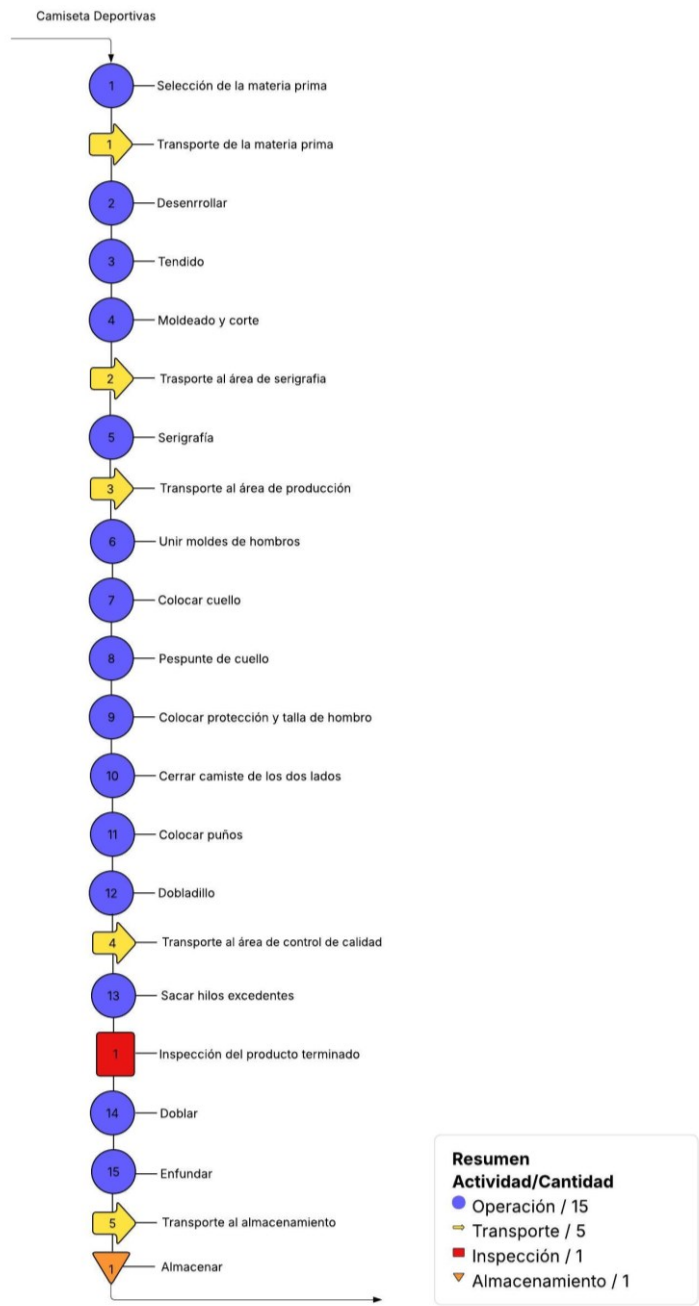 Camiseta Deportivas
1 Selección de la materia prima
1 Transporte de la materia prima
2 Desenrrollar
3 Tendido
4 Moldeado y corte
2 Trasporte al área de serigrafia
5 Serigrafía
3 Transporte al área de producción
6 Unir moldes de hombros
7 Colocar cuello
8 Pespunte de cuello
9 Colocar protección y talla de hombro
10 Cerrar camiste de los dos lados
11 Colocar puños
12 Dobladillo
4 Transporte al área de control de calidad
13 Sacar hilos excedentes
1 Inspección del producto terminado
14 Doblar
15 Enfundar
5 Transporte al almacenamiento
1 Almacenar
Resumen
Actividad/Cantidad
Operación / 15
Transporte / 5
Inspección / 1
Almacenamiento / 1